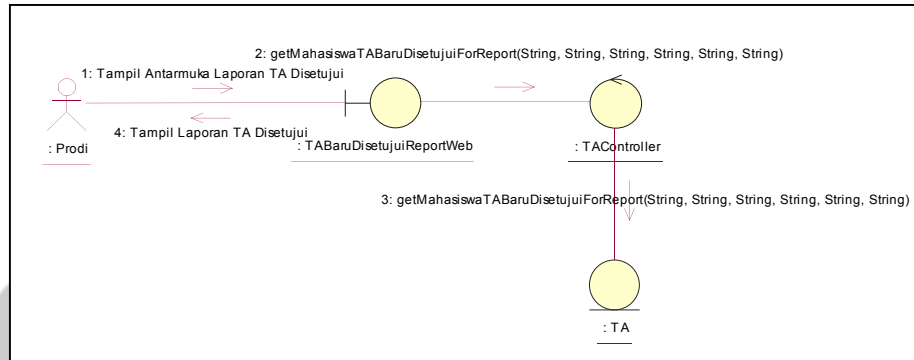 2: getMahasiswaTABaruDisetujuiForReport(String, String, String, String, String, String)
1: Tampil Antarmuka Laporan TA Disetujui
4: Tampil Laporan TA Disetujui
: Prodi
: TABaruDisetujuiReportWeb
: TAController
3: getMahasiswaTABaruDisetujuiForReport(String, String, String, String, String, String)
: TA